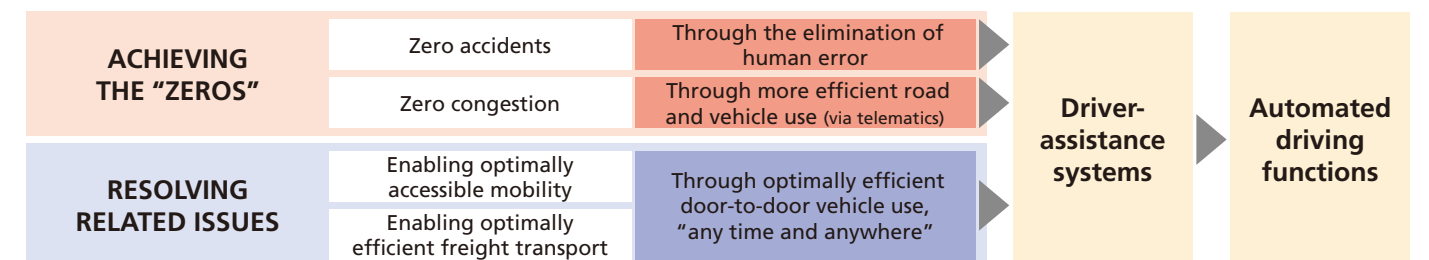 ACHIEVING
THE “ZEROS”
Zero accidents
Through the elimination of
human error
Zero congestion
Through more efficient road
and vehicle use (via telematics)
RESOLVING
RELATED ISSUES
Enabling optimally
accessible mobility
Enabling optimally
efficient freight transport
Through optimally efficient
door-to-door vehicle use,
“any time and anywhere”
Driver-
assistance
systems
Automated
driving
functions